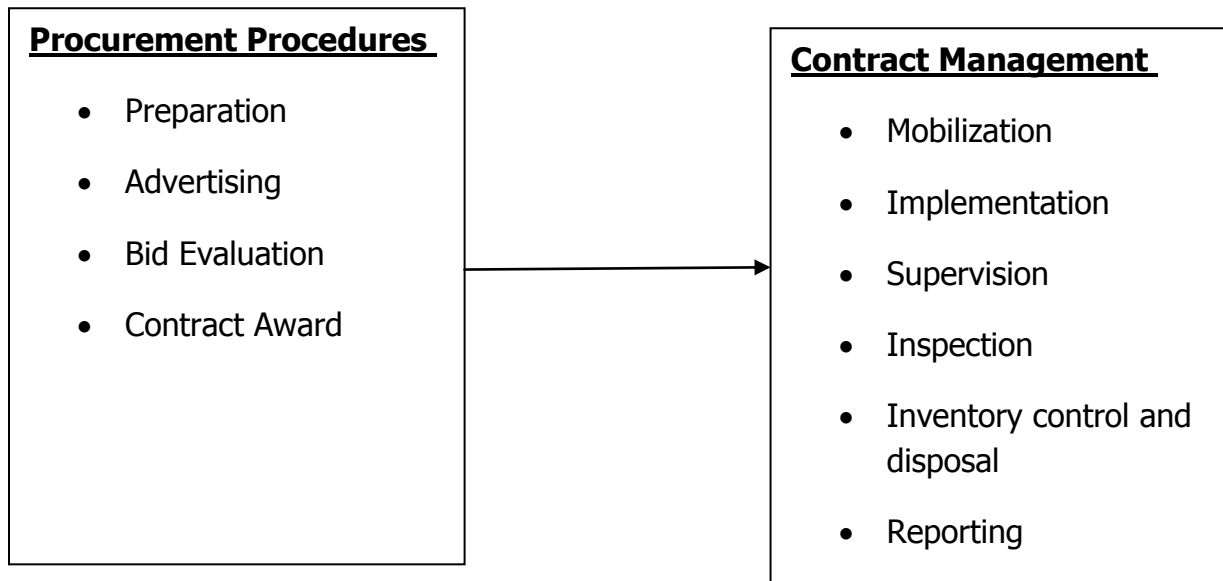 Procurement Procedures
• Preparation
• Advertising
• Bid Evaluation
• Contract Award
Contract Management
• Mobilization
• Implementation
• Supervision
• Inspection
• Inventory control and
disposal
• Reporting